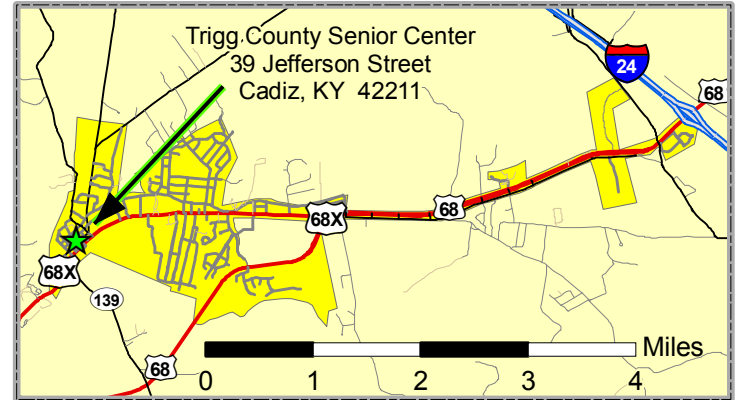 Trigg County Senior Center
39 Jefferson Street
Cadiz, KY 42211
24
68
68X
68
68X
139
68
Miles
0 1 2 3 4